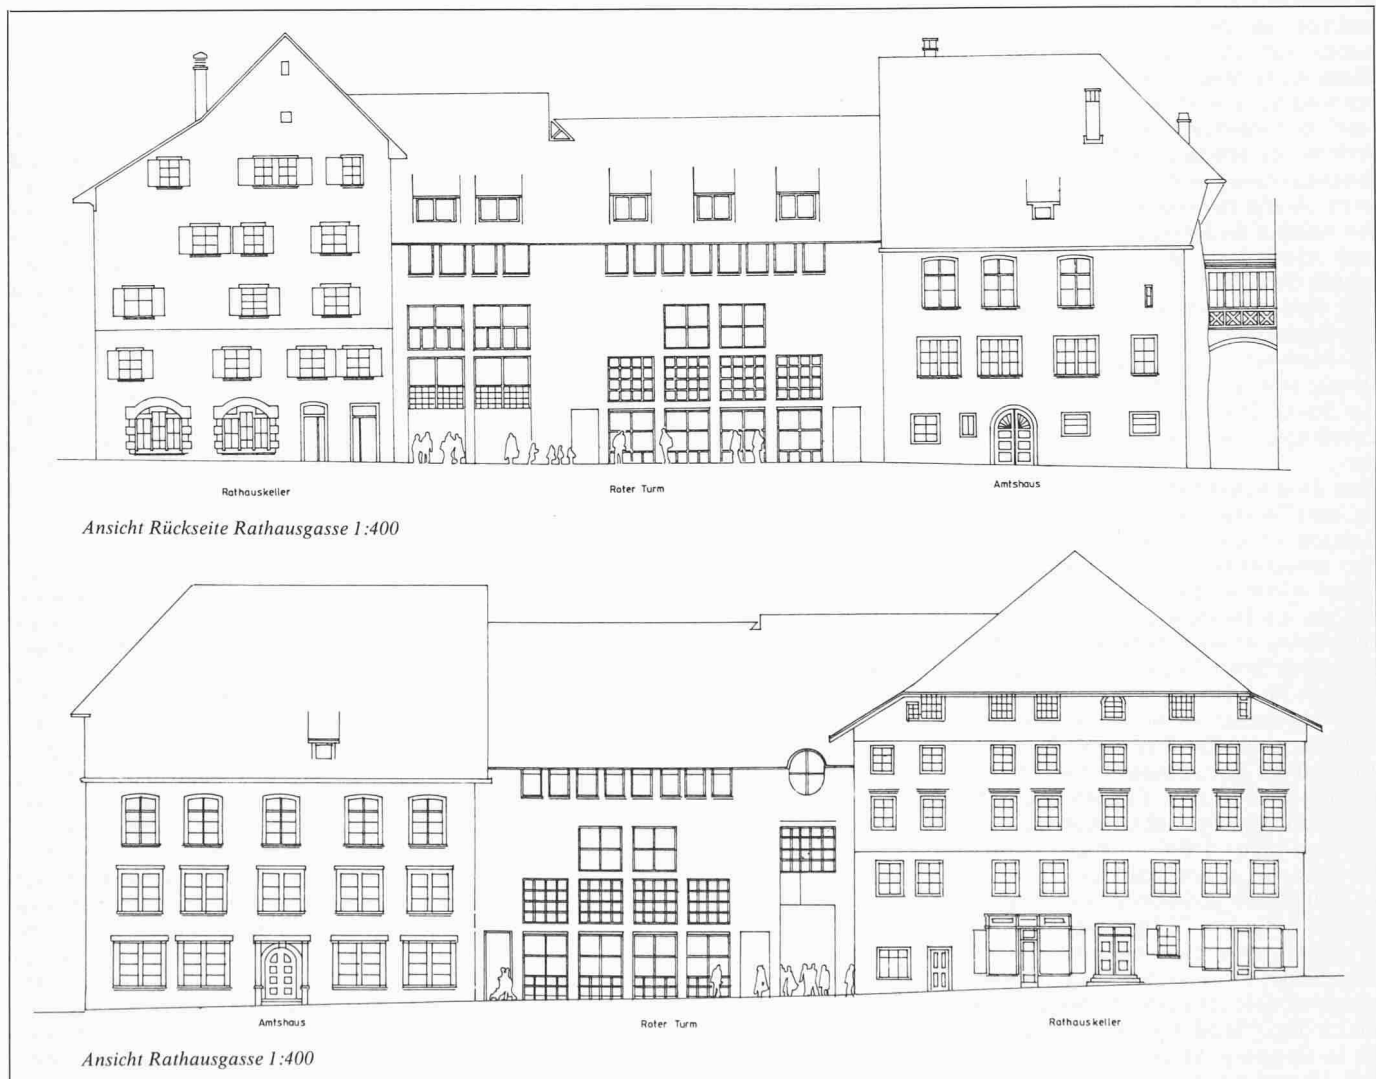 Rathauskeller
Roter Turm
Amtshaus
Ansicht Rückseite Rathausgasse 1:400
Amtshaus
Roter Turm
Rathauskeller
Ansicht Rathausgasse 1:400